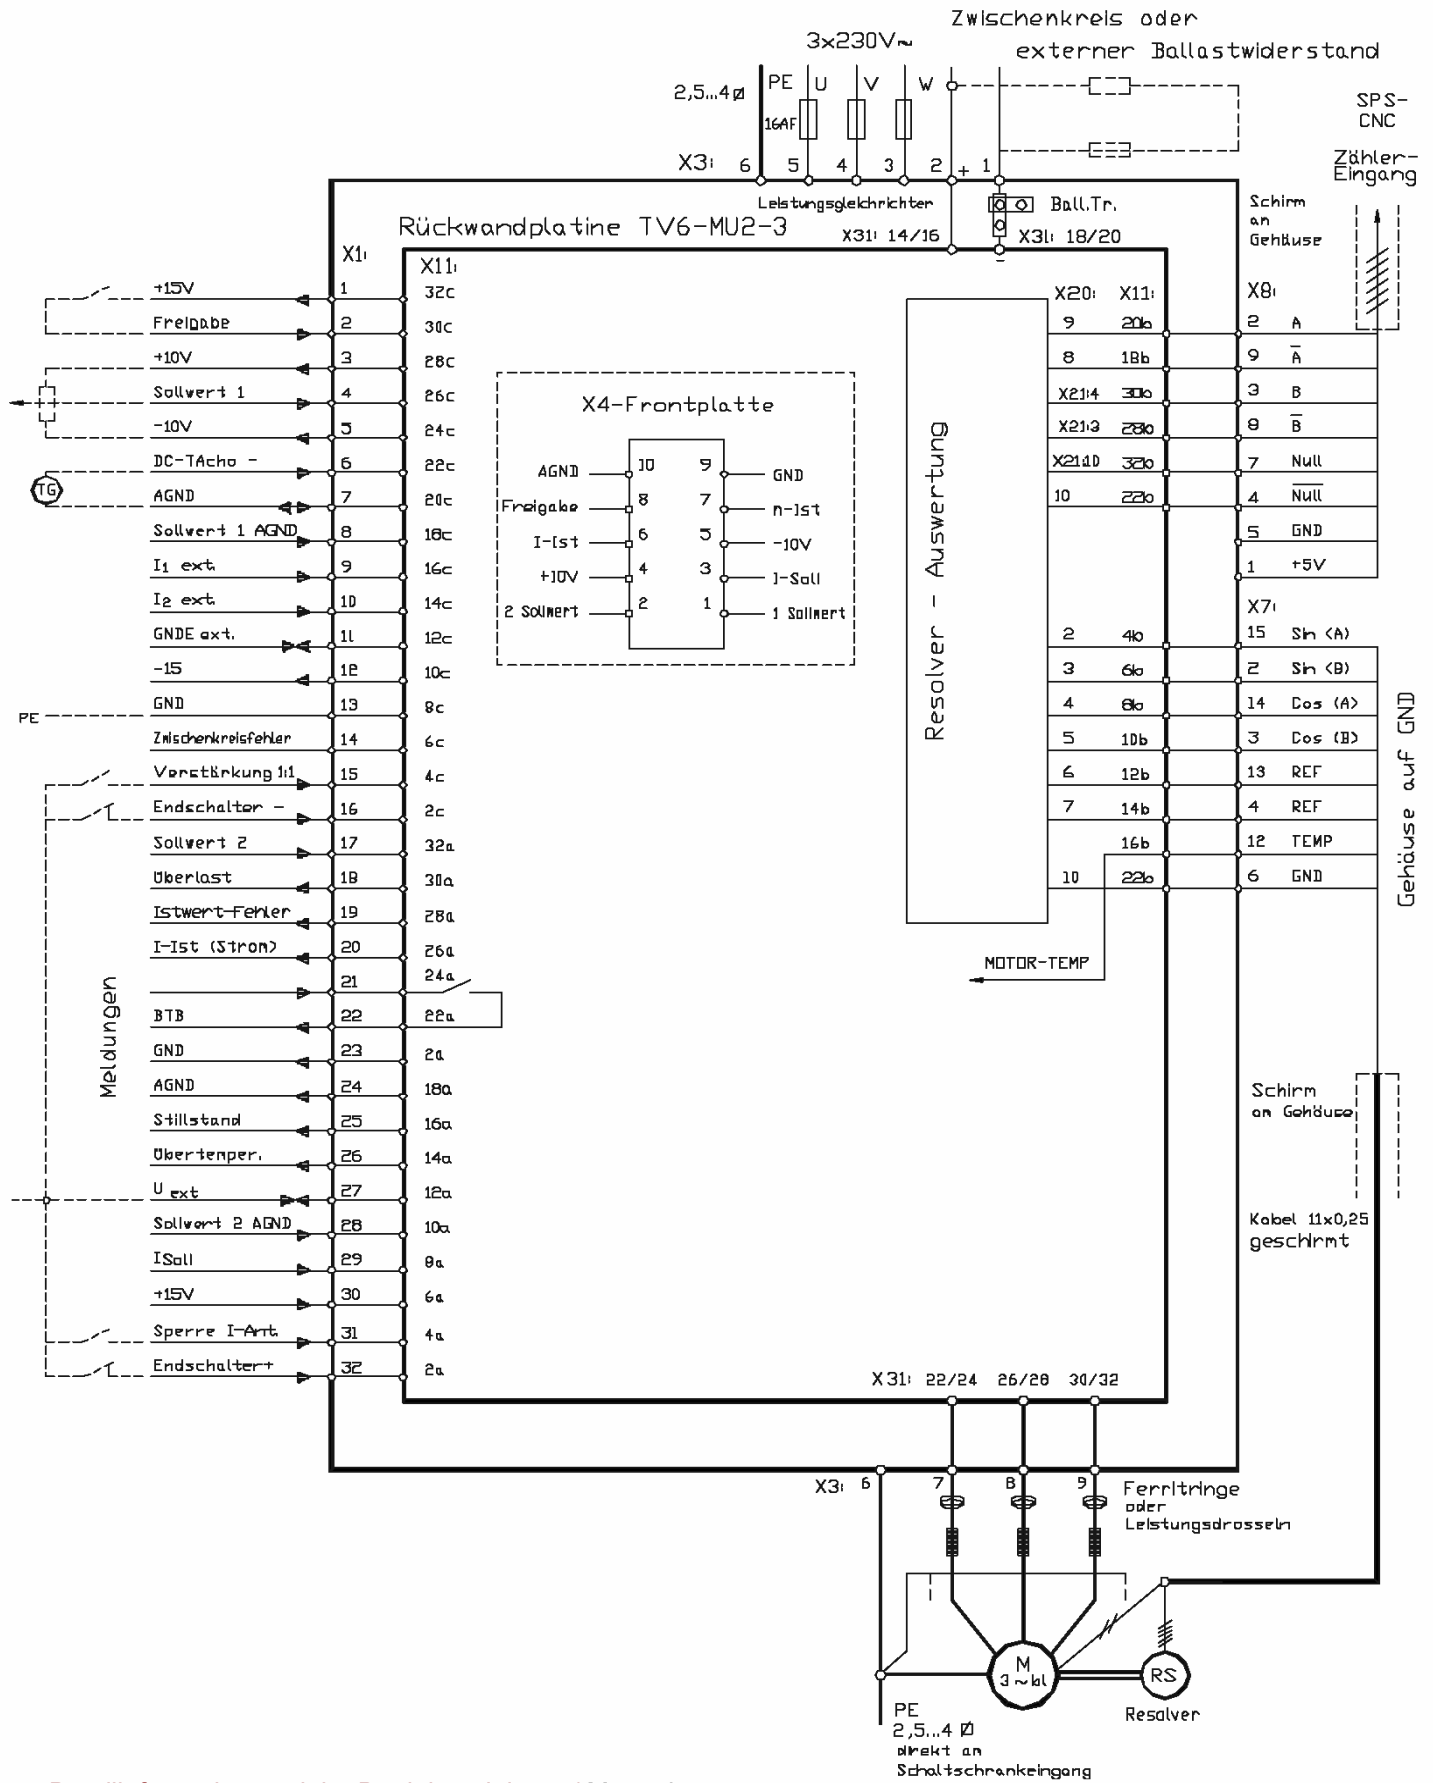 Zwischenkreis oder
externer Ballastwiderstand
3x230V~
2,5...4
PE U V W
16AF
SPS-
CNC
Zähler-
Eingang
X3: 6 5 4 3 2 + 1
Leistungsgleichrichter
Ball.Tr.
Schirm
an
Gehäuse
Rückwandplatine TV6-MU2-3
X31: 14/16
X31: 18/20
-
X1: X11:
+15V 1 32c
Freigabe 2 30c
+10V 3 28c
Sollwert 1 4 26c
-10V 5 24c
DC-TAcho - 6 22c
TG
AGND 7 20c
Sollwert 1 AGND 8 18c
I1 ext. 9 16c
I2 ext. 10 14c
GNDE ext. 11 12c
-15 12 10c
PE GND 13 8c
Zwischenkreisfehler 14 6c
Verstärkung 1:1 15 4c
Endschalter - 16 2c
Sollwert 2 17 32a
Überlast 18 30a
Istwert-Fehler 19 28a
I-Ist (Strom) 20 26a
21 24a
BTB 22 22a
GND 23 2a
AGND 24 18a
Stillstand 25 16a
Übertemper. 26 14a
U ext 27 12a
Sollwert 2 AGND 28 10a
ISoll 29 8a
+15V 30 6a
Sperre I-Ant. 31 4a
Endschalter+ 32 2a
Meldungen
X4-Frontplatte
AGND 10 9 GND
Freigabe 8 7 n-Ist
I-Ist 6 5 -10V
+10V 4 3 I-Soll
2 Sollwert 2 1 1 Sollwert
Resolver - Auswertung
X20: X11: X8:
9 20b 2 A
8 18b 9 A̅
X21:4 30b 3 B
X21:3 28b 8 B̅
X21:10 32b 7 Null
10 22b 4 N̅u̅l̅l̅
5 GND
1 +5V
X7:
2 4b 15 Sin (A)
3 6b 2 Sin (B)
4 8b 14 Cos (A)
5 10b 3 Cos (B)
6 12b 13 REF
7 14b 4 REF
16b 12 TEMP
10 22b 6 GND
MOTOR-TEMP
Gehäuse auf GND
Schirm
an Gehäuse
Kabel 11x0,25
geschirmt
X31: 22/24 26/28 30/32
X3: 6 7 8 9
Ferritringe
oder
Leistungsdrosseln
M
3 ~ bl
RS
Resolver
PE
2,5...4
direkt an
Schaltschrankeingang